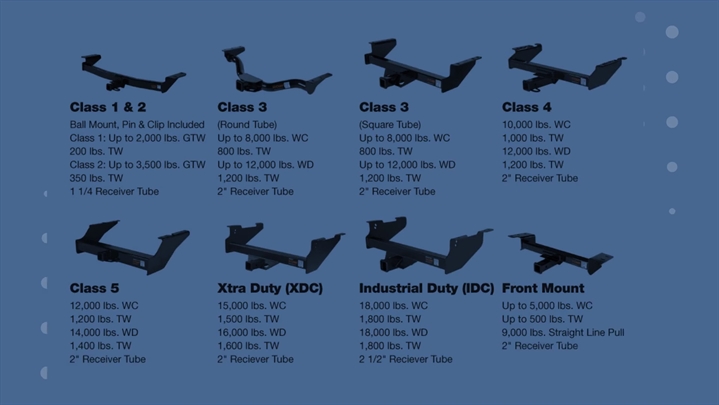 Class 1 & 2
Ball Mount, Pin & Clip Included
Class 1: Up to 2,000 lbs. GTW
200 lbs. TW
Class 2: Up to 3,500 lbs. GTW
350 lbs. TW
1 1/4 Receiver Tube
Class 3
(Round Tube)
Up to 8,000 lbs. WC
800 lbs. TW
Up to 12,000 lbs. WD
1,200 lbs. TW
2" Receiver Tube
Class 3
(Square Tube)
Up to 8,000 lbs. WC
800 lbs. TW
Up to 12,000 lbs. WD
1,200 lbs. TW
2" Receiver Tube
Class 4
10,000 lbs. WC
1,000 lbs. TW
12,000 lbs. WD
1,200 lbs. TW
2" Receiver Tube
Class 5
12,000 lbs. WC
1,200 lbs. TW
14,000 lbs. WD
1,400 lbs. TW
2" Receiver Tube
Xtra Duty (XDC)
15,000 lbs. WC
1,500 lbs. TW
16,000 lbs. WD
1,600 lbs. TW
2" Reciever Tube
Industrial Duty (IDC)
18,000 lbs. WC
1,800 lbs. TW
18,000 lbs. WD
1,800 lbs. TW
2 1/2" Reciever Tube
Front Mount
Up to 5,000 lbs. WC
Up to 500 lbs. TW
9,000 lbs. Straight Line Pull
2" Receiver Tube